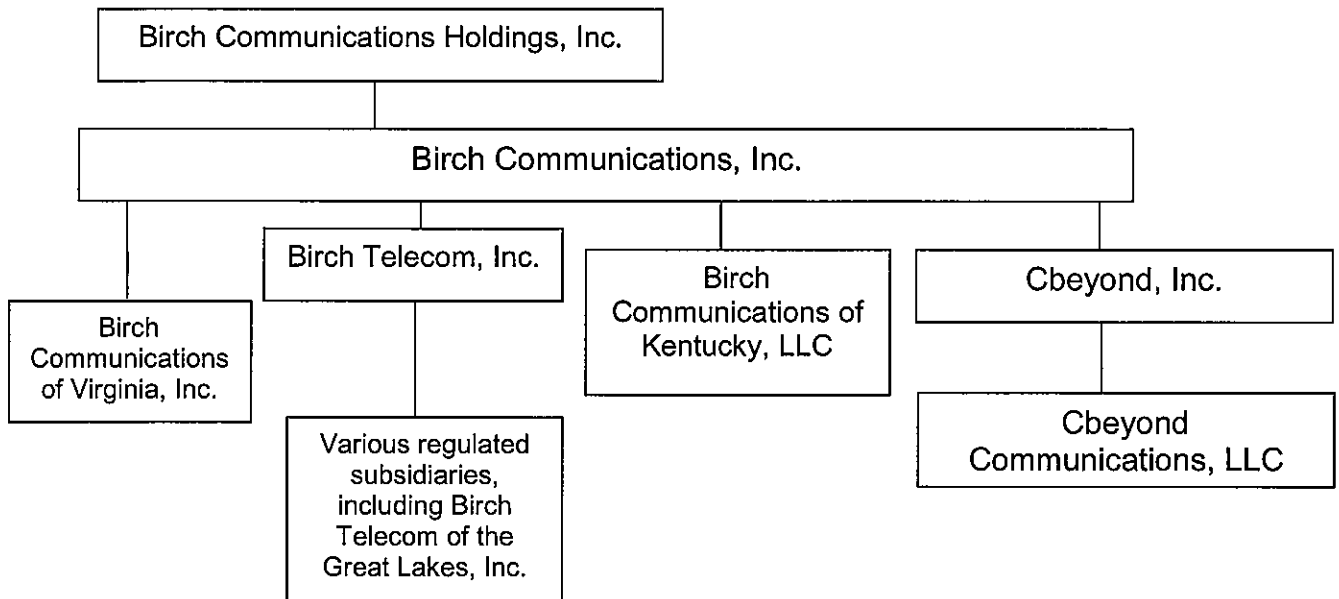 Birch Communications Holdings, Inc.
Birch Communications, Inc.
Birch
Communications
of Virginia, Inc.
Birch Telecom, Inc.
Various regulated
subsidiaries,
including Birch
Telecom of the
Great Lakes, Inc.
Birch
Communications of
Kentucky, LLC
Cbeyond, Inc.
Cbeyond
Communications, LLC